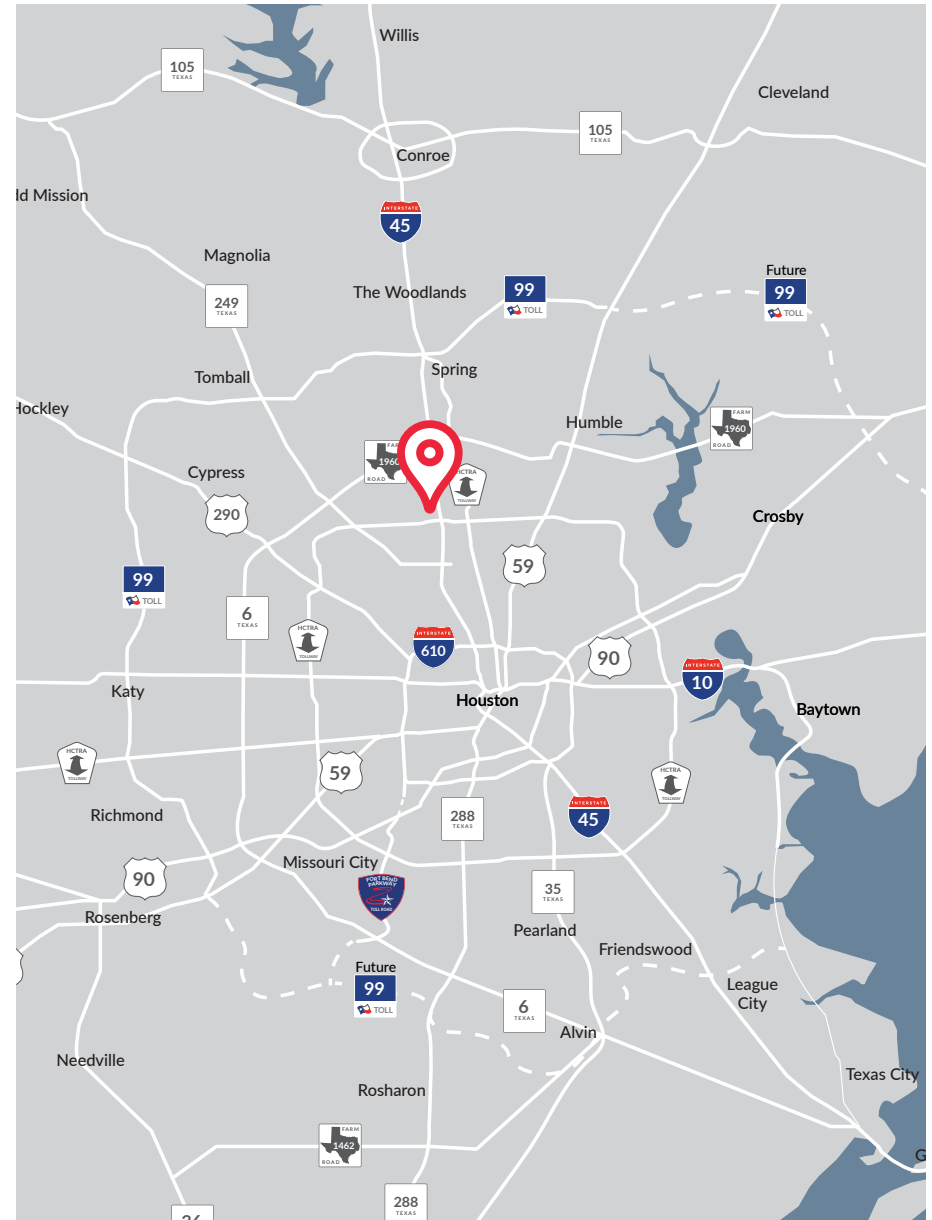 Willis
105
TEXAS
Cleveland
105
TEXAS
Conroe
dd Mission
INTERSTATE
45
Magnolia
Future
99
TOLL
The Woodlands
99
TOLL
249
TEXAS
Spring
Tomball
Hockley
Humble
FARM
1960
ROAD
FAR
1960
ROAD
Cypress
HCTRA
TOLLWAY
290
Crosby
59
99
TOLL
6
TEXAS
HCTRA
TOLLWAY
INTERSTATE
610
90
INTERSTATE
10
Katy
Houston
Baytown
HCTRA
TOLLWAY
59
HCTRA
TOLLWAY
Richmond
288
TEXAS
INTERSTATE
45
Missouri City
90
FORT BEND
PARKWAY
TOLL ROAD
35
TEXAS
Rosenberg
Pearland
Friendswood
Future
99
TOLL
League
City
6
TEXAS
Alvin
Needville
Texas City
Rosharon
FARM
1462
ROAD
G
288
TEXAS
36